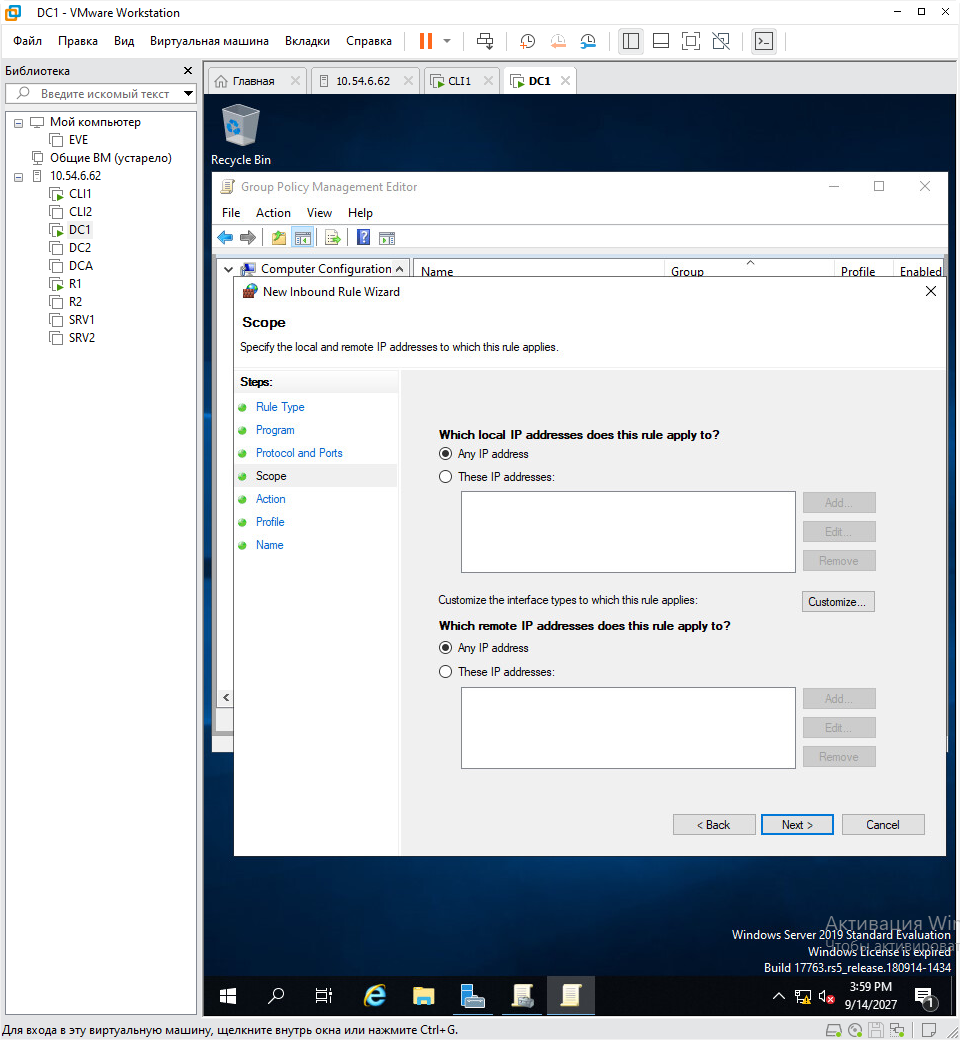 DC1 - VMware Workstation
Файл Правка Вид Виртуальная машина Вкладки Справка
Библиотека
Введите искомый текст
Мой компьютер
EVE
Общие ВМ (устарело)
10.54.6.62
CLI1
CLI2
DC1
DC2
DCA
R1
R2
SRV1
SRV2
Главная 10.54.6.62 CLI1 DC1
Recycle Bin
Group Policy Management Editor
File Action View Help
Computer Configuration Name Group Profile Enabled
New Inbound Rule Wizard
Scope
Specify the local and remote IP addresses to which this rule applies.
Steps:
Rule Type
Program
Protocol and Ports
Scope
Action
Profile
Name
Which local IP addresses does this rule apply to?
Any IP address
These IP addresses:
Add...
Edit...
Remove
Customize the interface types to which this rule applies: Customize...
Which remote IP addresses does this rule apply to?
Any IP address
These IP addresses:
Add...
Edit...
Remove
< Back Next > Cancel
Активация Win
Windows Server 2019 Standard Evaluation
Чтобы активироват
Windows License is expired
Build 17763.rs5_release.180914-1434
3:59 PM
9/14/2027
1
Для входа в эту виртуальную машину, щелкните внутрь окна или нажмите Ctrl+G.